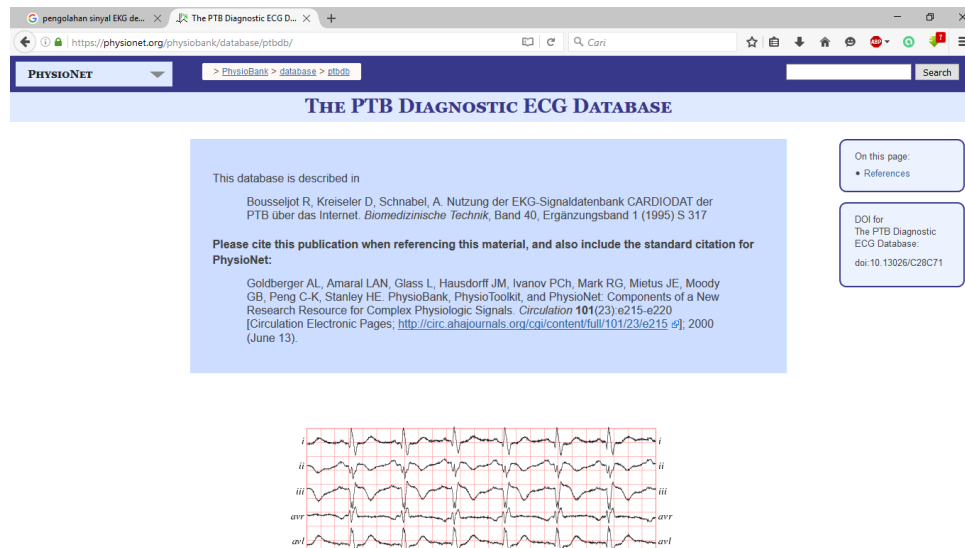 pengolahan sinyal EKG de...
The PTB Diagnostic ECG D...
https://physionet.org/physiobank/database/ptbdb/
Cari
ABP
7
PHYSIONET
> PhysioBank > database > ptbdb
Search
THE PTB DIAGNOSTIC ECG DATABASE
This database is described in
Bousseljot R, Kreiseler D, Schnabel, A. Nutzung der EKG-Signaldatenbank CARDIODAT der
PTB über das Internet. Biomedizinische Technik, Band 40, Ergänzungsband 1 (1995) S 317
Please cite this publication when referencing this material, and also include the standard citation for
PhysioNet:
Goldberger AL, Amaral LAN, Glass L, Hausdorff JM, Ivanov PCh, Mark RG, Mietus JE, Moody
GB, Peng C-K, Stanley HE. PhysioBank, PhysioToolkit, and PhysioNet: Components of a New
Research Resource for Complex Physiologic Signals. Circulation 101(23):e215-e220
[Circulation Electronic Pages; http://circ.ahajournals.org/cgi/content/full/101/23/e215 ]; 2000
(June 13).
On this page:
• References
DOI for
The PTB Diagnostic
ECG Database:
doi:10.13026/C28C71
i i
ii ii
iii iii
avr avr
avl avl